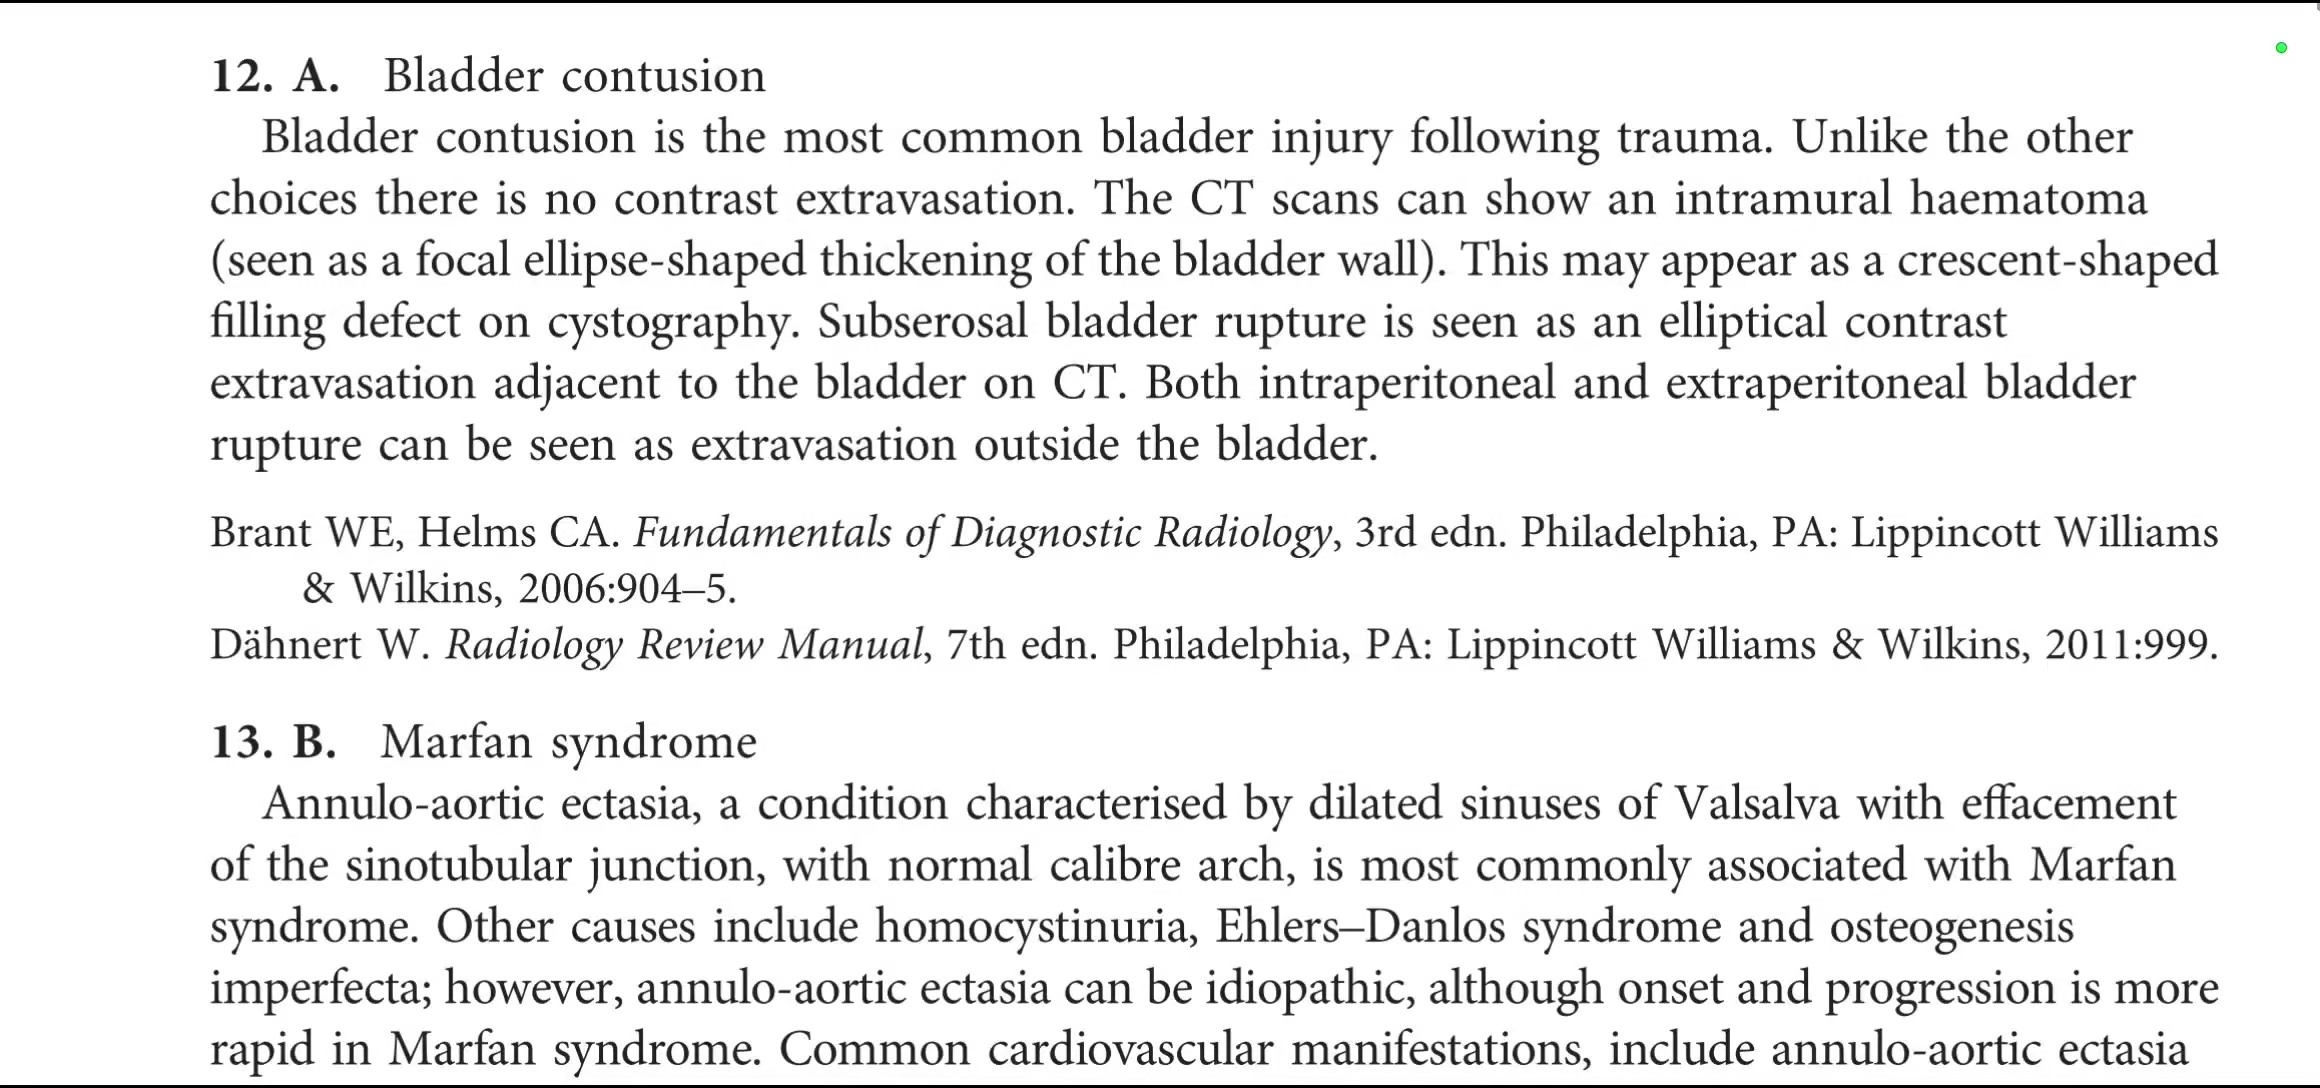 12. A. Bladder contusion
Bladder contusion is the most common bladder injury following trauma. Unlike the other
choices there is no contrast extravasation. The CT scans can show an intramural haematoma
(seen as a focal ellipse-shaped thickening of the bladder wall). This may appear as a crescent-shaped
filling defect on cystography. Subserosal bladder rupture is seen as an elliptical contrast
extravasation adjacent to the bladder on CT. Both intraperitoneal and extraperitoneal bladder
rupture can be seen as extravasation outside the bladder.
Brant WE, Helms CA. Fundamentals of Diagnostic Radiology, 3rd edn. Philadelphia, PA: Lippincott Williams
& Wilkins, 2006:904–5.
Dähnert W. Radiology Review Manual, 7th edn. Philadelphia, PA: Lippincott Williams & Wilkins, 2011:999.
13. B. Marfan syndrome
Annulo-aortic ectasia, a condition characterised by dilated sinuses of Valsalva with effacement
of the sinotubular junction, with normal calibre arch, is most commonly associated with Marfan
syndrome. Other causes include homocystinuria, Ehlers–Danlos syndrome and osteogenesis
imperfecta; however, annulo-aortic ectasia can be idiopathic, although onset and progression is more
rapid in Marfan syndrome. Common cardiovascular manifestations, include annulo-aortic ectasia